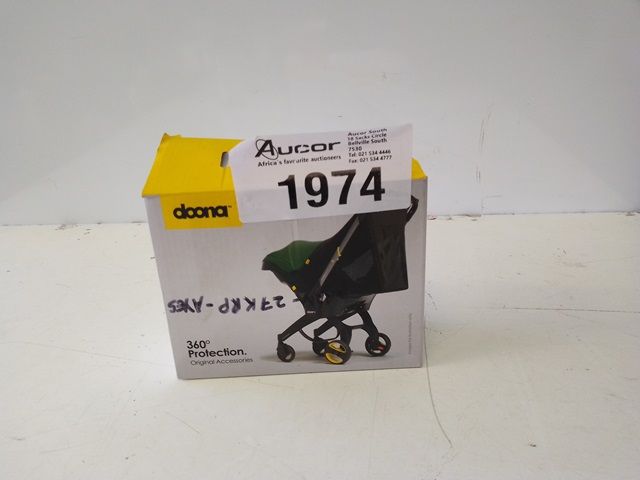 Aucor
Africa's favourite auctioneers
Aucor South
18 Sacks Circle
Bellville South
7530
Tel: 021 534 4446
Fax: 021 534 4777
1974
doona™
360°
Protection.
Original Accessories